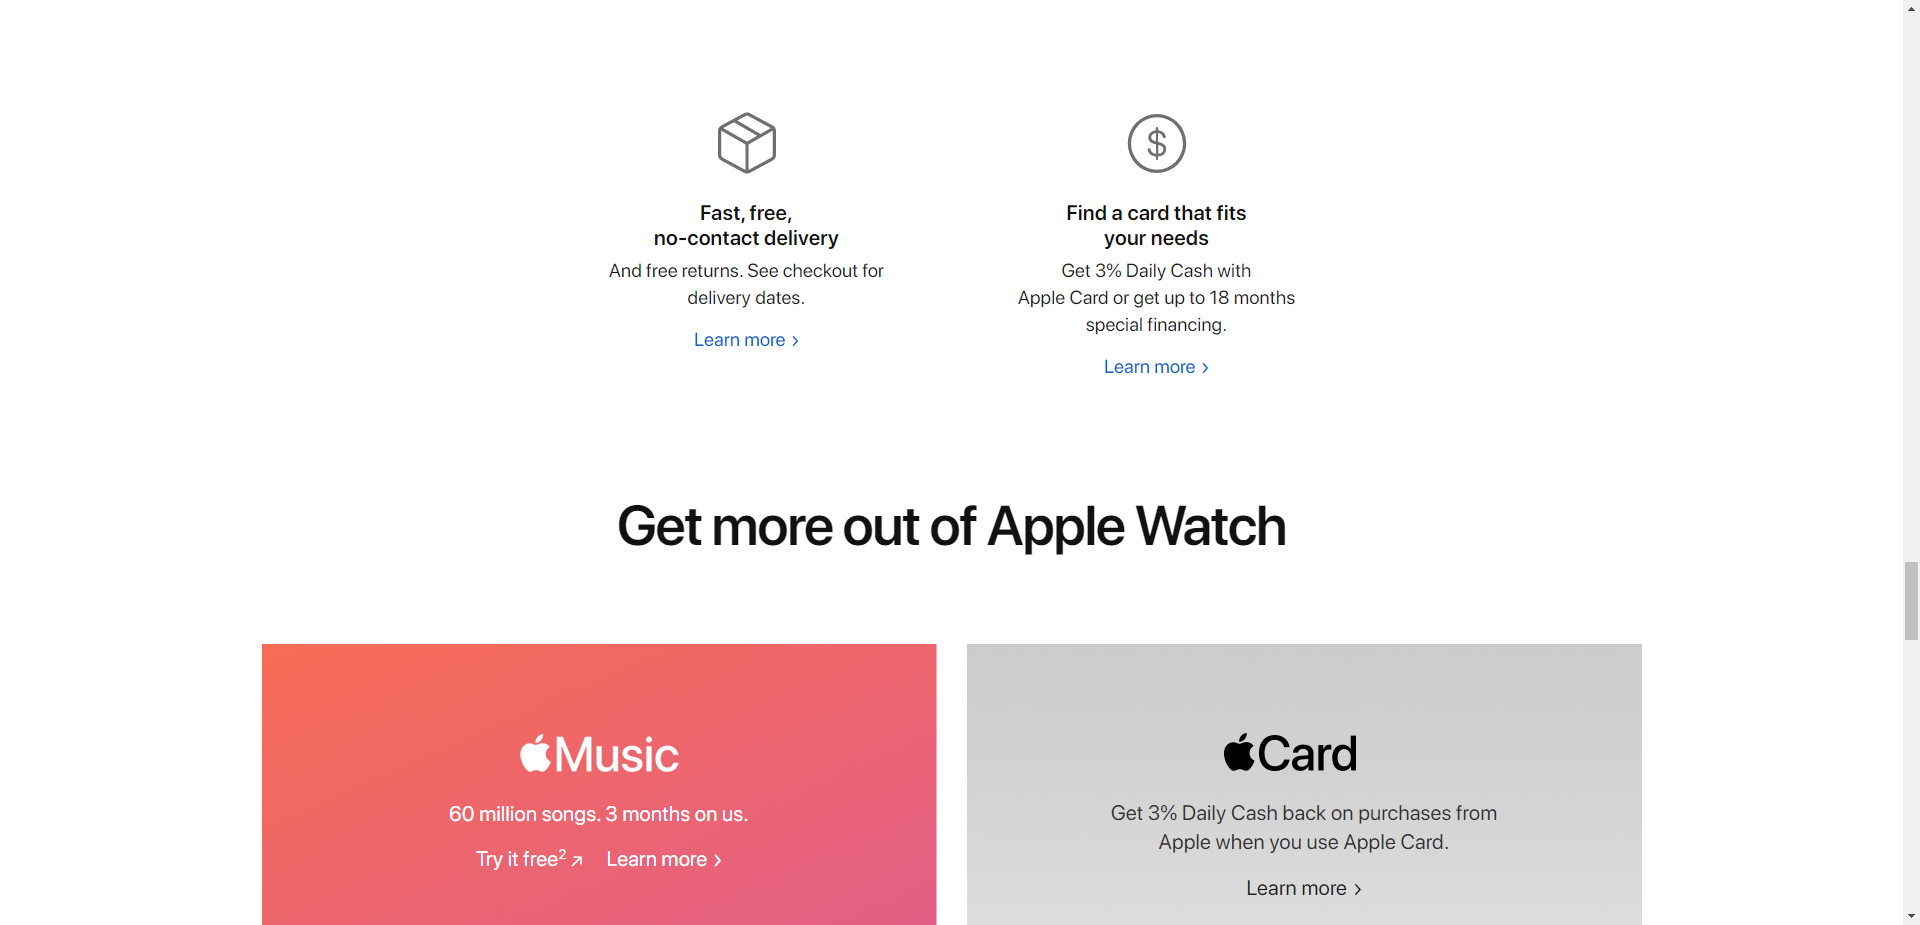 Fast, free,
no-contact delivery
And free returns. See checkout for
delivery dates.
Learn more >
Find a card that fits
your needs
Get 3% Daily Cash with
Apple Card or get up to 18 months
special financing.
Learn more >
Get more out of Apple Watch
Music
60 million songs. 3 months on us.
Try it free² ↗ Learn more >
Card
Get 3% Daily Cash back on purchases from
Apple when you use Apple Card.
Learn more >